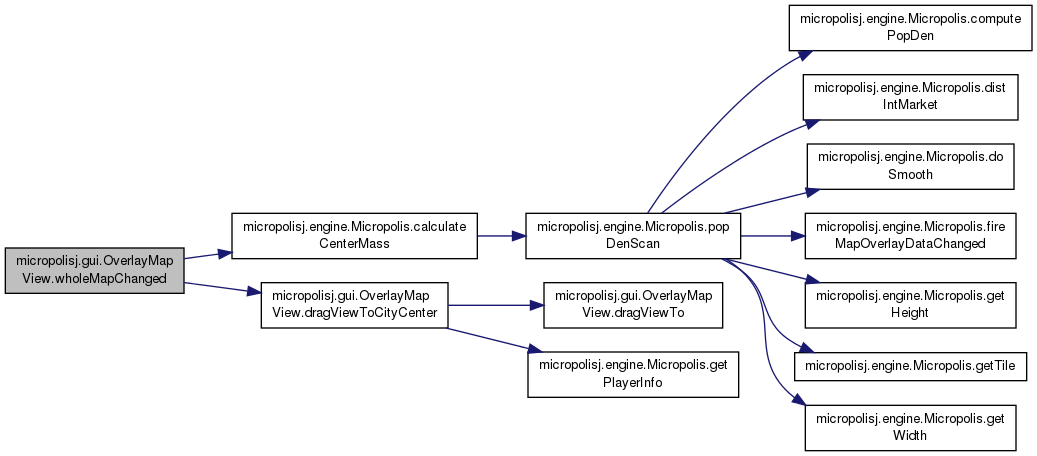 micropolisj.gui.OverlayMap
View.wholeMapChanged
micropolisj.engine.Micropolis.calculate
CenterMass
micropolisj.gui.OverlayMap
View.dragViewToCityCenter
micropolisj.engine.Micropolis.pop
DenScan
micropolisj.gui.OverlayMap
View.dragViewTo
micropolisj.engine.Micropolis.get
PlayerInfo
micropolisj.engine.Micropolis.compute
PopDen
micropolisj.engine.Micropolis.dist
IntMarket
micropolisj.engine.Micropolis.do
Smooth
micropolisj.engine.Micropolis.fire
MapOverlayDataChanged
micropolisj.engine.Micropolis.get
Height
micropolisj.engine.Micropolis.getTile
micropolisj.engine.Micropolis.get
Width